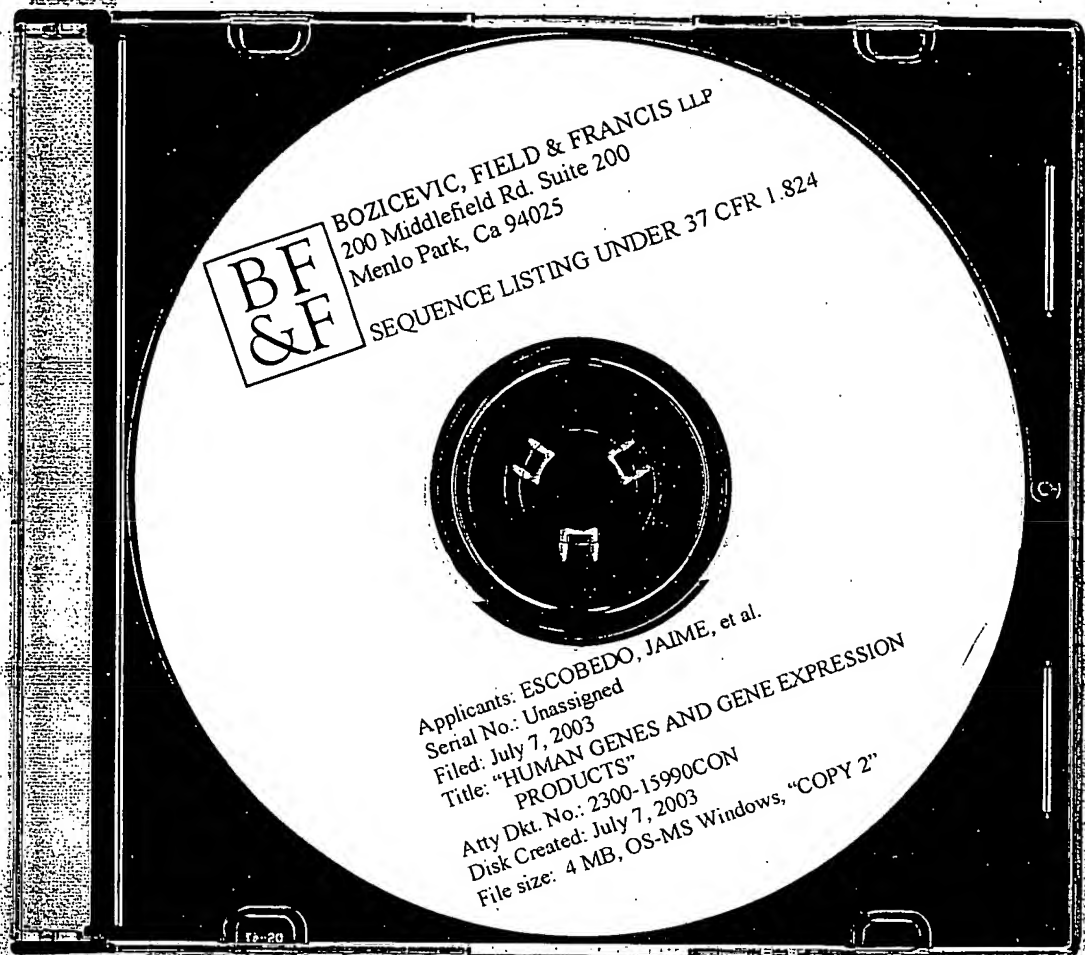 BF
&F
BOZICEVIC, FIELD & FRANCIS LLP
200 Middlefield Rd. Suite 200
Menlo Park, Ca 94025
SEQUENCE LISTING UNDER 37 CFR 1.824
Applicants: ESCOBEDO, JAIME, et al.
Serial No.: Unassigned
Filed: July 7, 2003
Title: “HUMAN GENES AND GENE EXPRESSION
PRODUCTS”
Atty Dkt. No.: 2300-15990CON
Disk Created: July 7, 2003
File size: 4 MB, OS-MS Windows, “COPY 2”